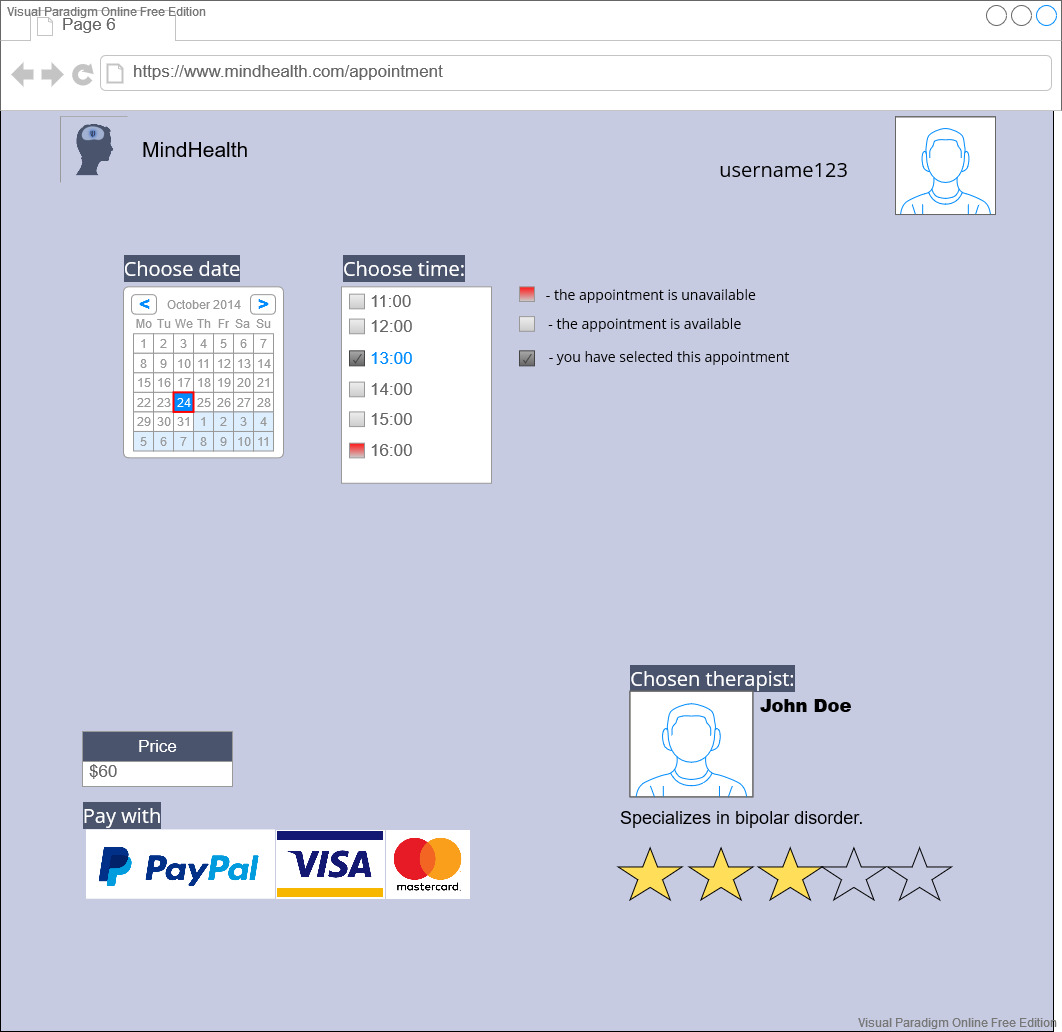 Visual Paradigm Online Free Edition
Page 6
https://www.mindhealth.com/appointment
MindHealth
username123
Choose date
< October 2014 >
Mo Tu We Th Fr Sa Su
1 2 3 4 5 6 7
8 9 10 11 12 13 14
15 16 17 18 19 20 21
22 23 24 25 26 27 28
29 30 31 1 2 3 4
5 6 7 8 9 10 11
Choose time:
11:00
12:00
13:00
14:00
15:00
16:00
- the appointment is unavailable
- the appointment is available
- you have selected this appointment
Chosen therapist:
John Doe
Specializes in bipolar disorder.
Price
$60
Pay with
PayPal
VISA
mastercard.
Visual Paradigm Online Free Edition